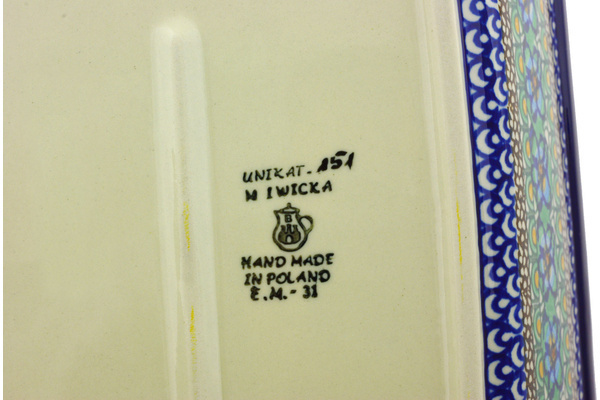 UNIKAT-151
M IWICKA
B
HAND MADE
IN POLAND
E.M.-31